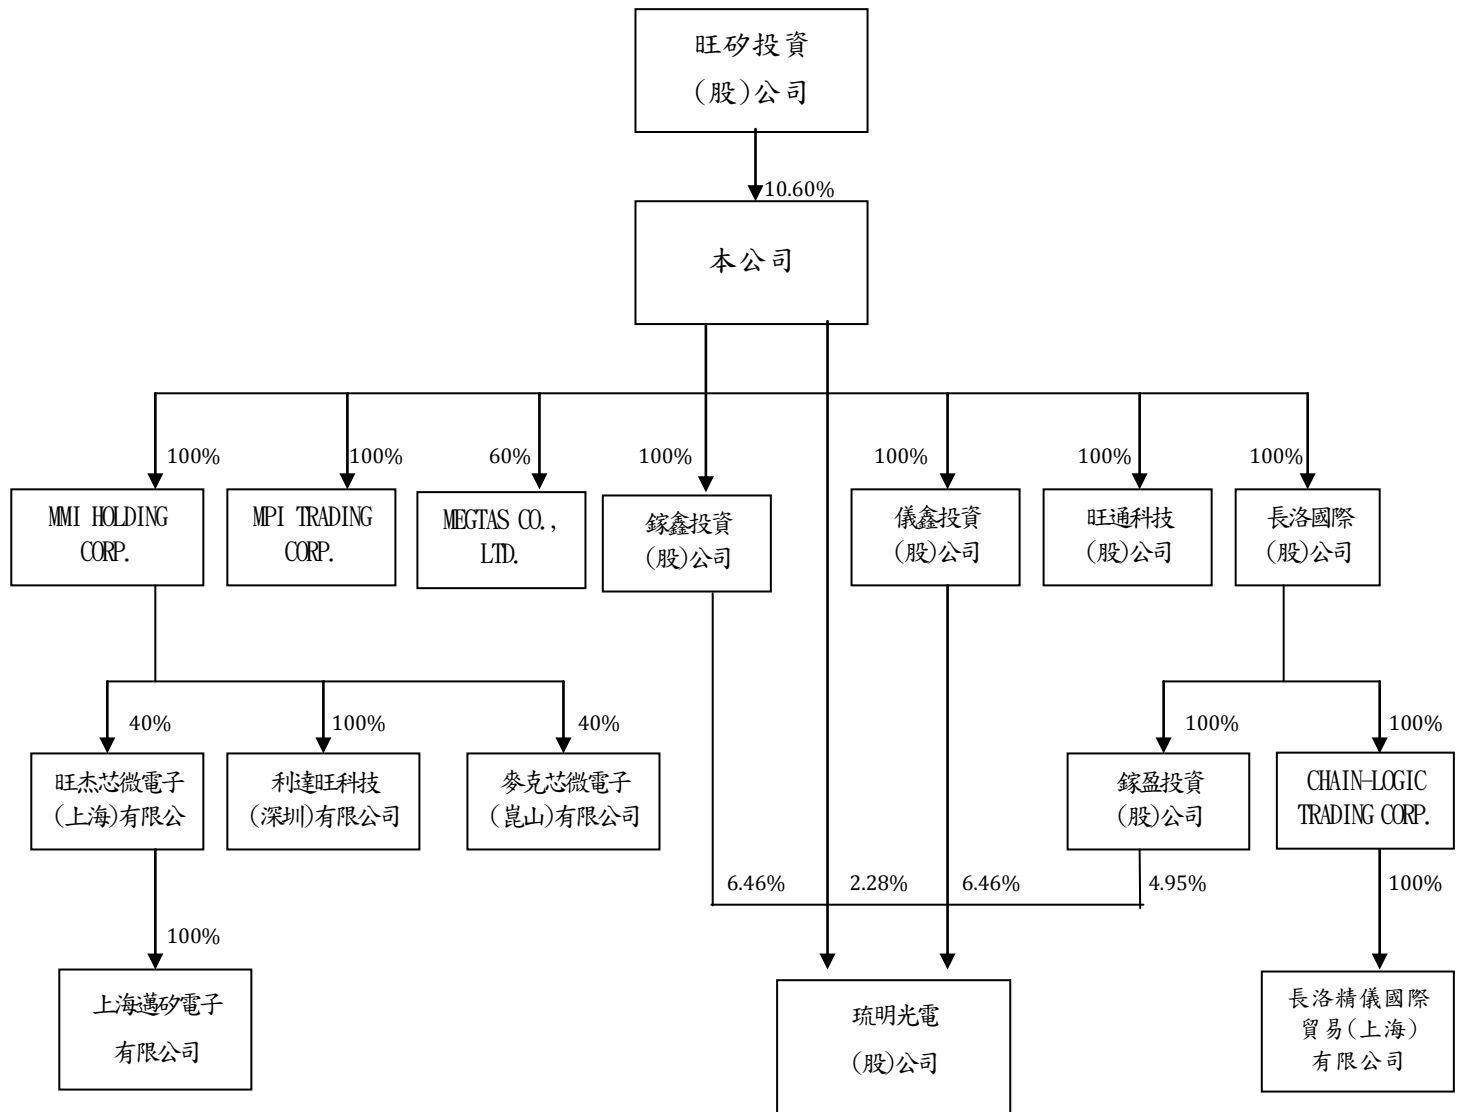 旺矽投資
(股)公司
10.60%
本公司
100%
100%
60%
100%
100%
100%
100%
MMI HOLDING
CORP.
MPI TRADING
CORP.
MEGTAS CO.,
LTD.
鎵鑫投資
(股)公司
儀鑫投資
(股)公司
旺通科技
(股)公司
長洛國際
(股)公司
40%
100%
40%
100%
100%
旺杰芯微電子
(上海)有限公
利達旺科技
(深圳)有限公司
麥克芯微電子
(崑山)有限公司
鎵盈投資
(股)公司
CHAIN-LOGIC
TRADING CORP.
6.46%
2.28%
6.46%
4.95%
100%
100%
上海邁矽電子
有限公司
琉明光電
(股)公司
長洛精儀國際
貿易(上海)
有限公司